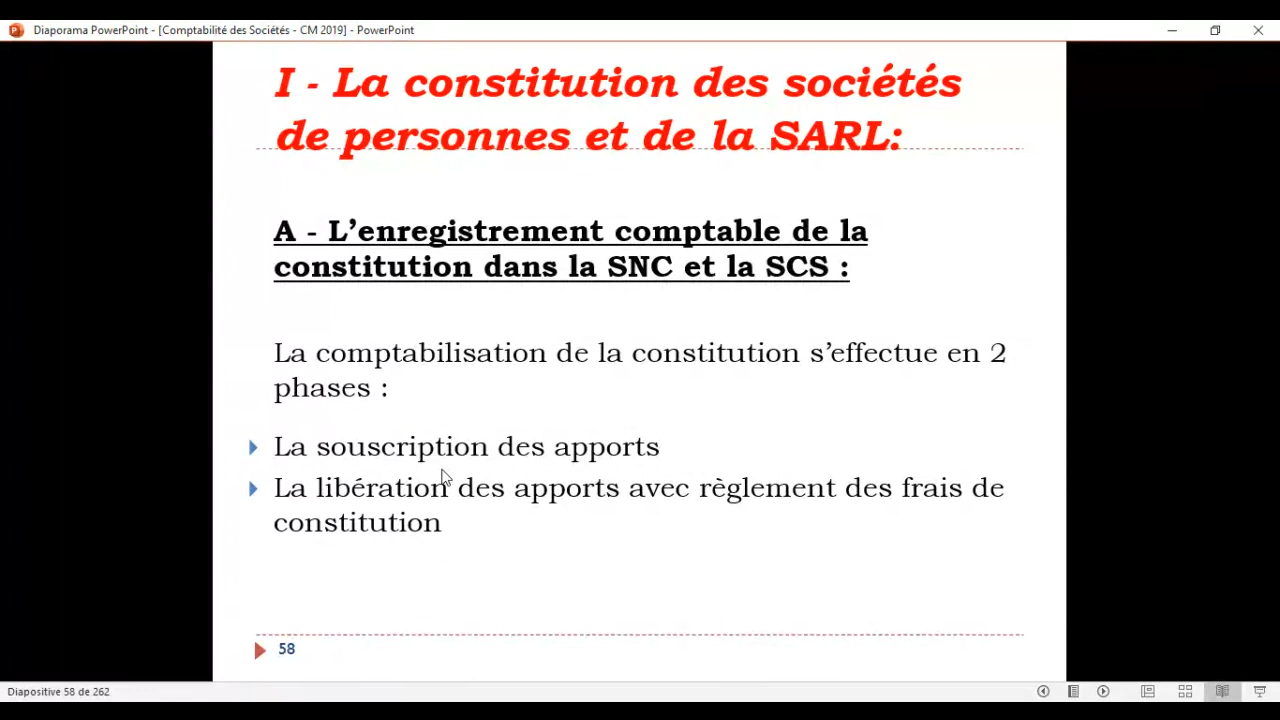 Diaporama PowerPoint - [Comptabilité des Sociétés - CM 2019] - PowerPoint
I - La constitution des sociétés
de personnes et de la SARL:
A - L’enregistrement comptable de la
constitution dans la SNC et la SCS :
La comptabilisation de la constitution s’effectue en 2
phases :
La souscription des apports
La libération des apports avec règlement des frais de
constitution
58
Diapositive 58 de 262